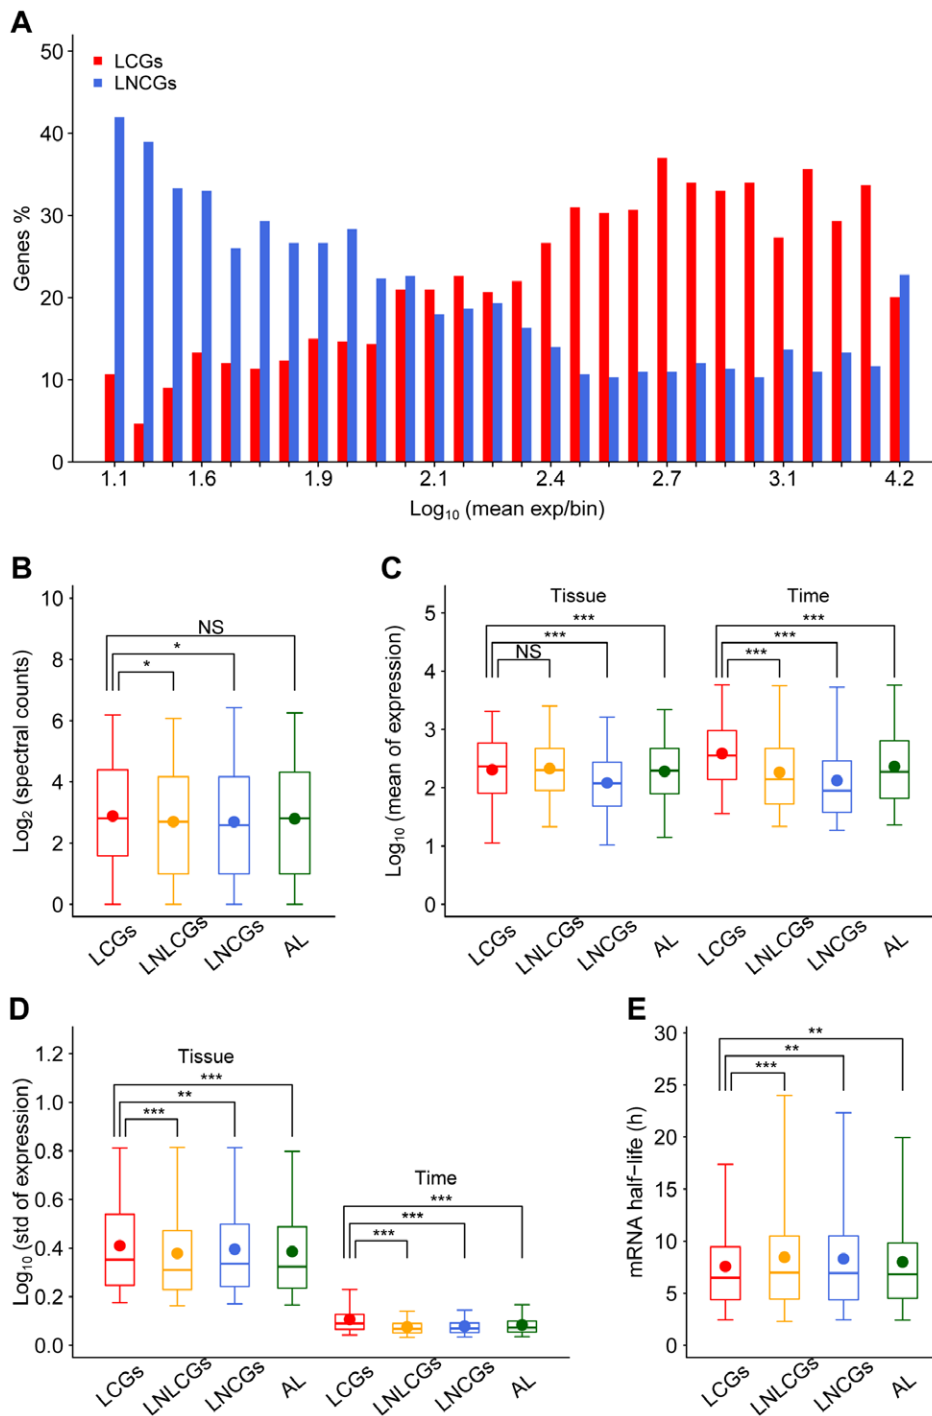 A
50
LCGs
LNCGs
40
30
20
10
0
Genes %
1.1 1.6 1.9 2.1 2.4 2.7 3.1 4.2
Log₁₀ (mean exp/bin)
B
10
8
6
4
2
0
Log₂ (spectral counts)
NS
*
*
LCGs LNLCGs LNCGs AL
C
5
4
3
2
1
0
Log₁₀ (mean of expression)
Tissue Time
*** ***
*** ***
NS ***
LCGs LNLCGs LNCGs AL LCGs LNLCGs LNCGs AL
D
1.2
1.0
0.8
0.6
0.4
0.2
0.0
Log₁₀ (std of expression)
Tissue
***
**
***
Time
***
***
***
LCGs LNLCGs LNCGs AL LCGs LNLCGs LNCGs AL
E
30
25
20
15
10
5
0
mRNA half−life (h)
**
**
***
LCGs LNLCGs LNCGs AL